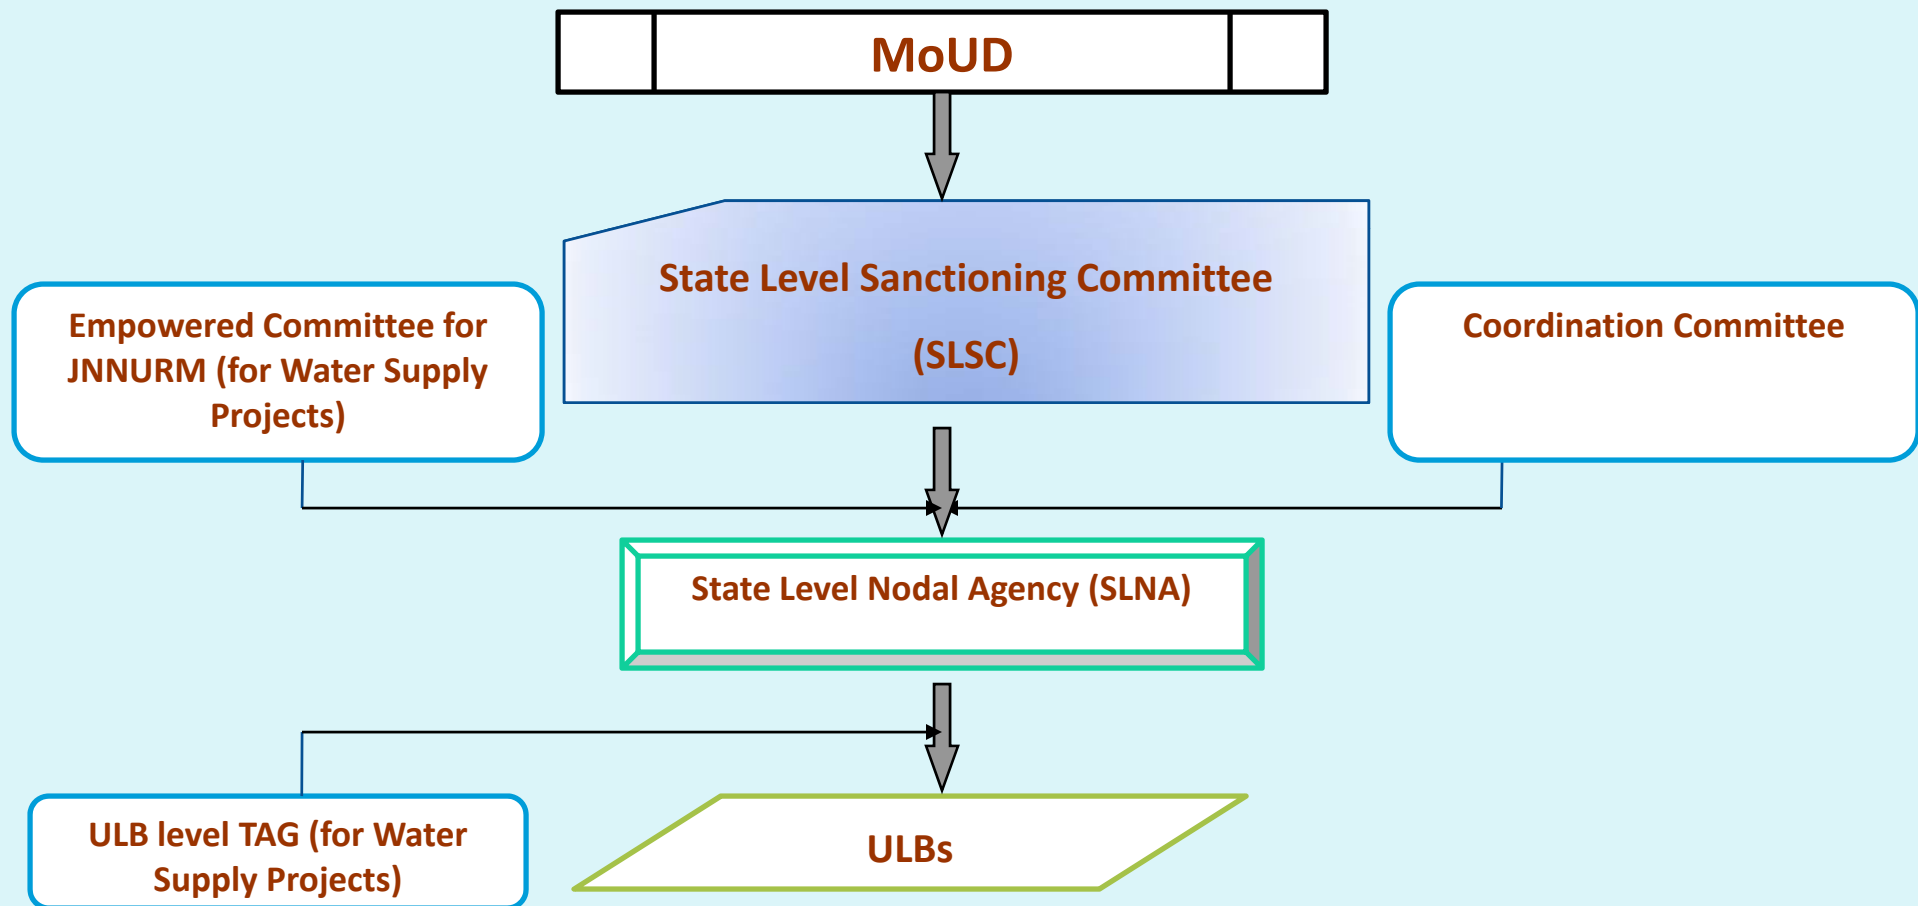 MoUD
State Level Sanctioning Committee
(SLSC)
Empowered Committee for
JNNURM (for Water Supply
Projects)
Coordination Committee
State Level Nodal Agency (SLNA)
ULB level TAG (for Water
Supply Projects)
ULBs